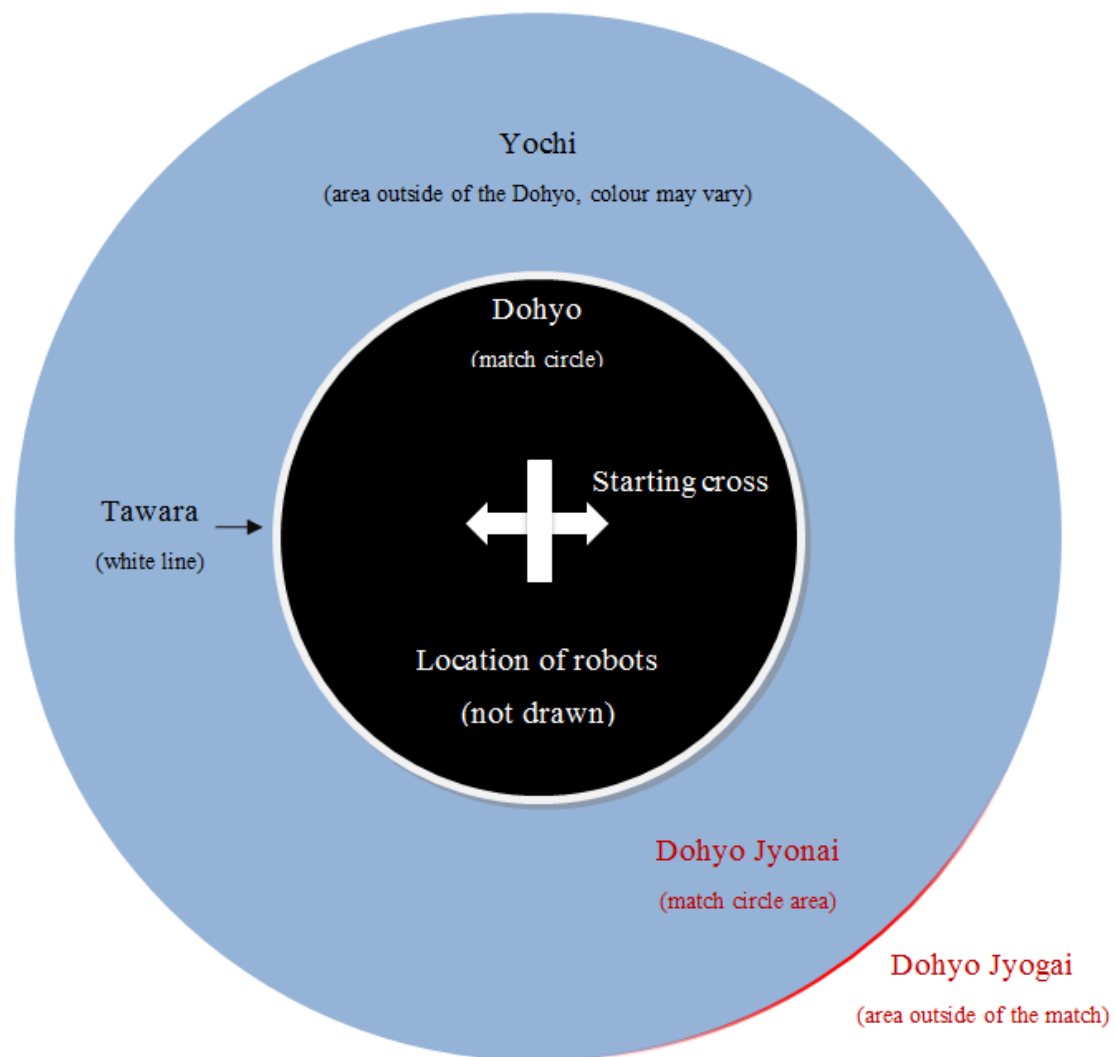 Yochi
(area outside of the Dohyo, colour may vary)
Dohyo
(match circle)
Starting cross
Tawara
(white line)
Location of robots
(not drawn)
Dohyo Jyonai
(match circle area)
Dohyo Jyogai
(area outside of the match)